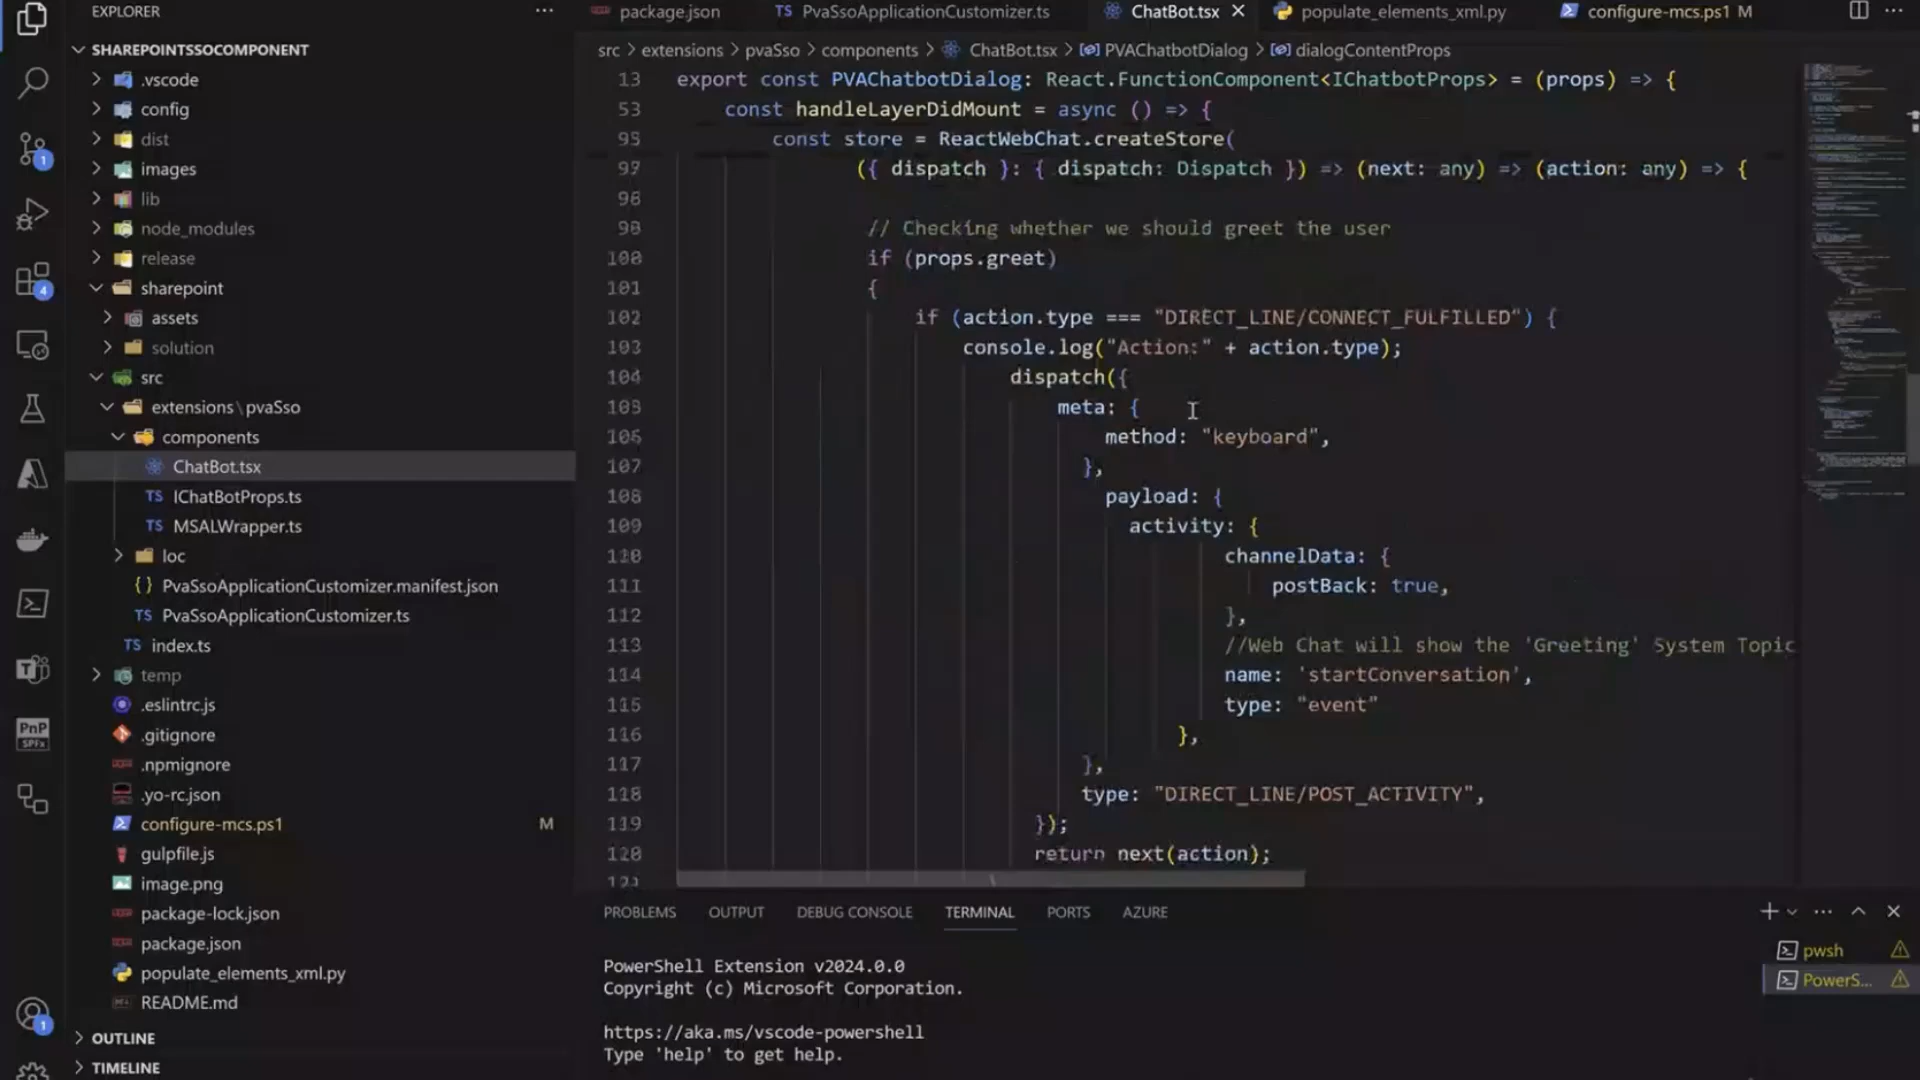 EXPLORER
SHAREPOINTSSOCOMPONENT
.vscode
config
dist
images
lib
node_modules
release
sharepoint
assets
solution
src
extensions \ pvaSso
components
ChatBot.tsx
IChatBotProps.ts
MSALWrapper.ts
loc
PvaSsoApplicationCustomizer.manifest.json
PvaSsoApplicationCustomizer.ts
index.ts
temp
.eslintrc.js
.gitignore
.npmignore
.yo-rc.json
configure-mcs.ps1 M
gulpfile.js
image.png
package-lock.json
package.json
populate_elements_xml.py
README.md
OUTLINE
TIMELINE
1
4
PnP
SPFx
1
package.json
TS PvaSsoApplicationCustomizer.ts
ChatBot.tsx
populate_elements_xml.py
configure-mcs.ps1 M
src > extensions > pvaSso > components > ChatBot.tsx > PVAChatbotDialog > dialogContentProps
13 export const PVAChatbotDialog: React.FunctionComponent<IChatbotProps> = (props) => {
53 const handleLayerDidMount = async () => {
95 const store = ReactWebChat.createStore(
97 ({ dispatch }: { dispatch: Dispatch }) => (next: any) => (action: any) => {
98
99 // Checking whether we should greet the user
100 if (props.greet)
101 {
102 if (action.type === "DIRECT_LINE/CONNECT_FULFILLED") {
103 console.log("Action:" + action.type);
104 dispatch({
105 meta: {
106 method: "keyboard",
107 },
108 payload: {
109 activity: {
110 channelData: {
111 postBack: true,
112 },
113 //Web Chat will show the 'Greeting' System Topic
114 name: 'startConversation',
115 type: "event"
116 },
117 },
118 type: "DIRECT_LINE/POST_ACTIVITY",
119 });
120 return next(action);
121
PROBLEMS OUTPUT DEBUG CONSOLE TERMINAL PORTS AZURE
PowerShell Extension v2024.0.0
Copyright (c) Microsoft Corporation.
https://aka.ms/vscode-powershell
Type 'help' to get help.
pwsh
PowerS...